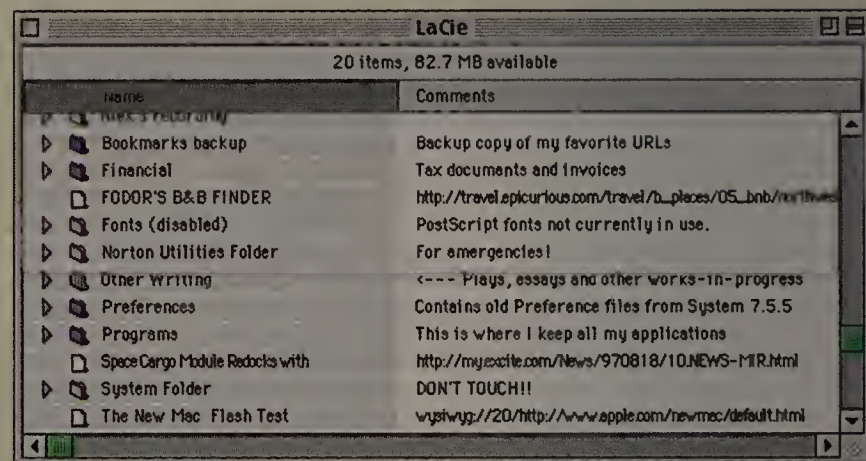 LaCie
20 items, 82.7 MB available
Name Comments
Alex's recording
Bookmarks backup Backup copy of my favorite URLs
Financial Tax documents and invoices
FODOR'S B&B FINDER http://travel.epicurious.com/travel/b_places/05_bnb/northwes
Fonts (disabled) PostScript fonts not currently in use.
Norton Utilities Folder For emergencies!
Other Writing <--- Plays, essays and other works-in-progress
Preferences Contains old Preference files from System 7.5.5
Programs This is where I keep all my applications
Space Cargo Module Redocks with http://my.excite.com/News/970818/10.NEWS-MIR.html
System Folder DON'T TOUCH!!
The New Mac Flash Test wysiwyg://20/http://www.apple.com/newmac/default.html